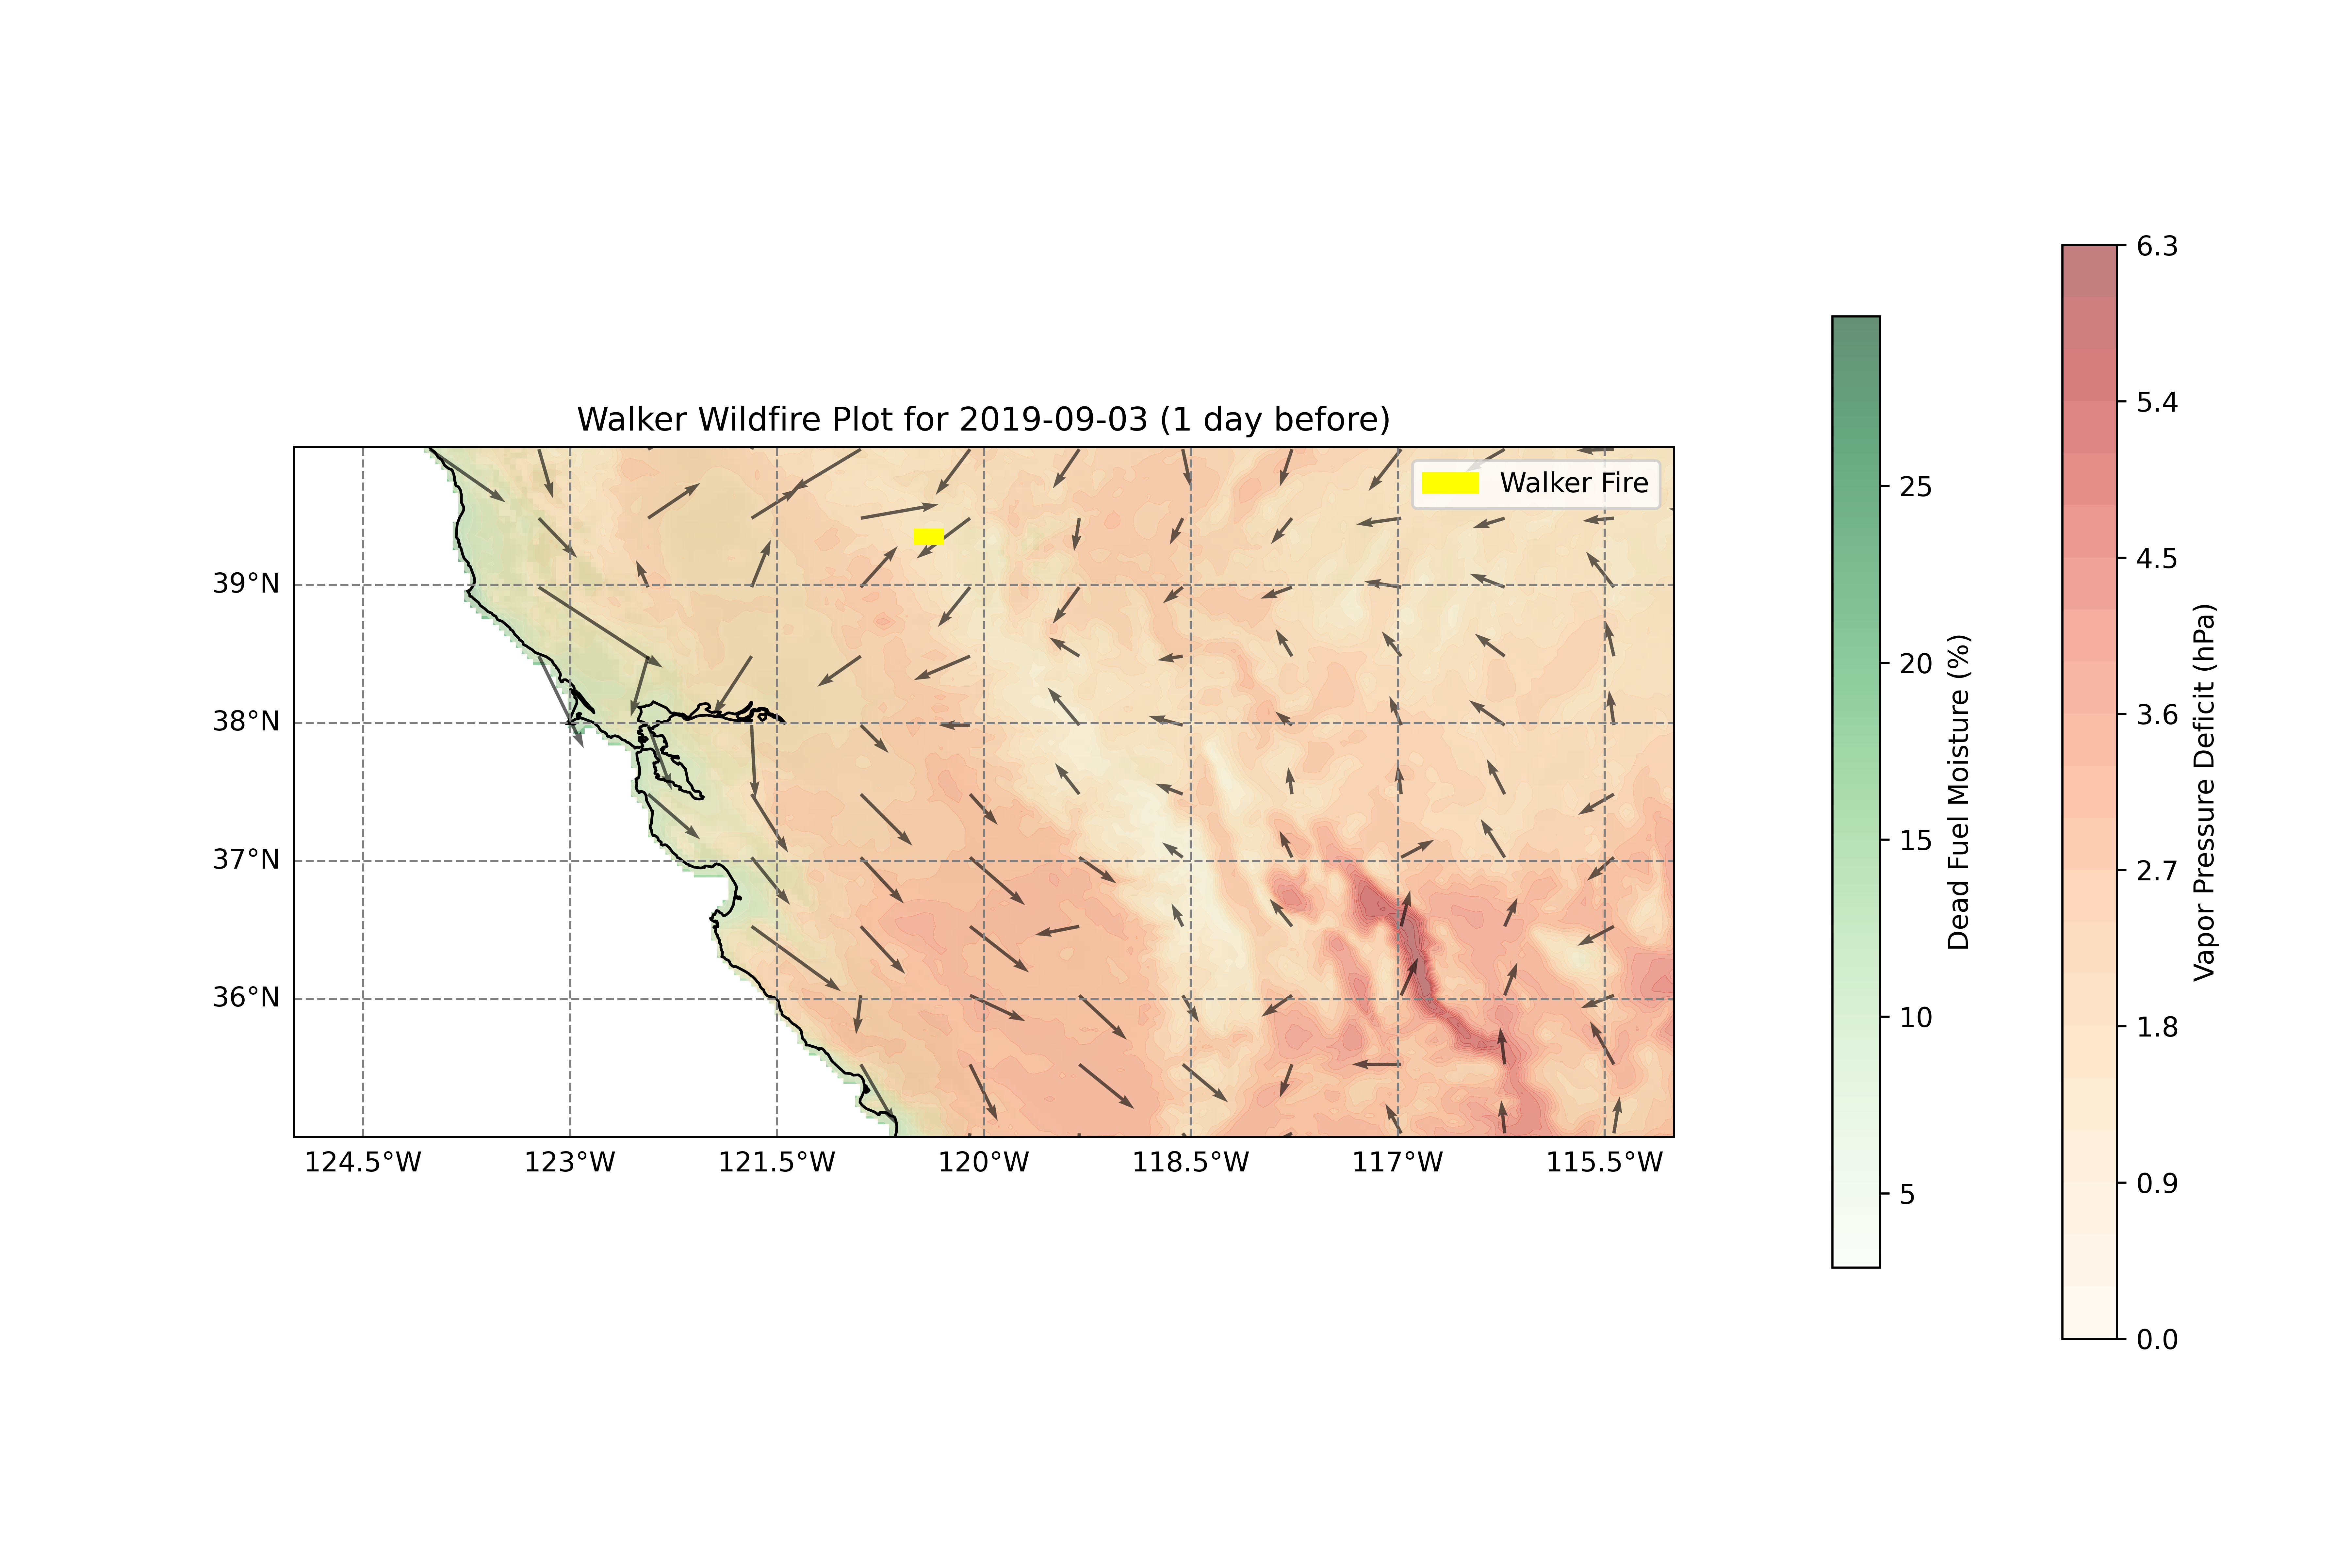 Walker Wildfire Plot for 2019-09-03 (1 day before)
Walker Fire
39°N
38°N
37°N
36°N
124.5°W 123°W 121.5°W 120°W 118.5°W 117°W 115.5°W
25
20
15
10
5
Dead Fuel Moisture (%)
6.3
5.4
4.5
3.6
2.7
1.8
0.9
0.0
Vapor Pressure Deficit (hPa)